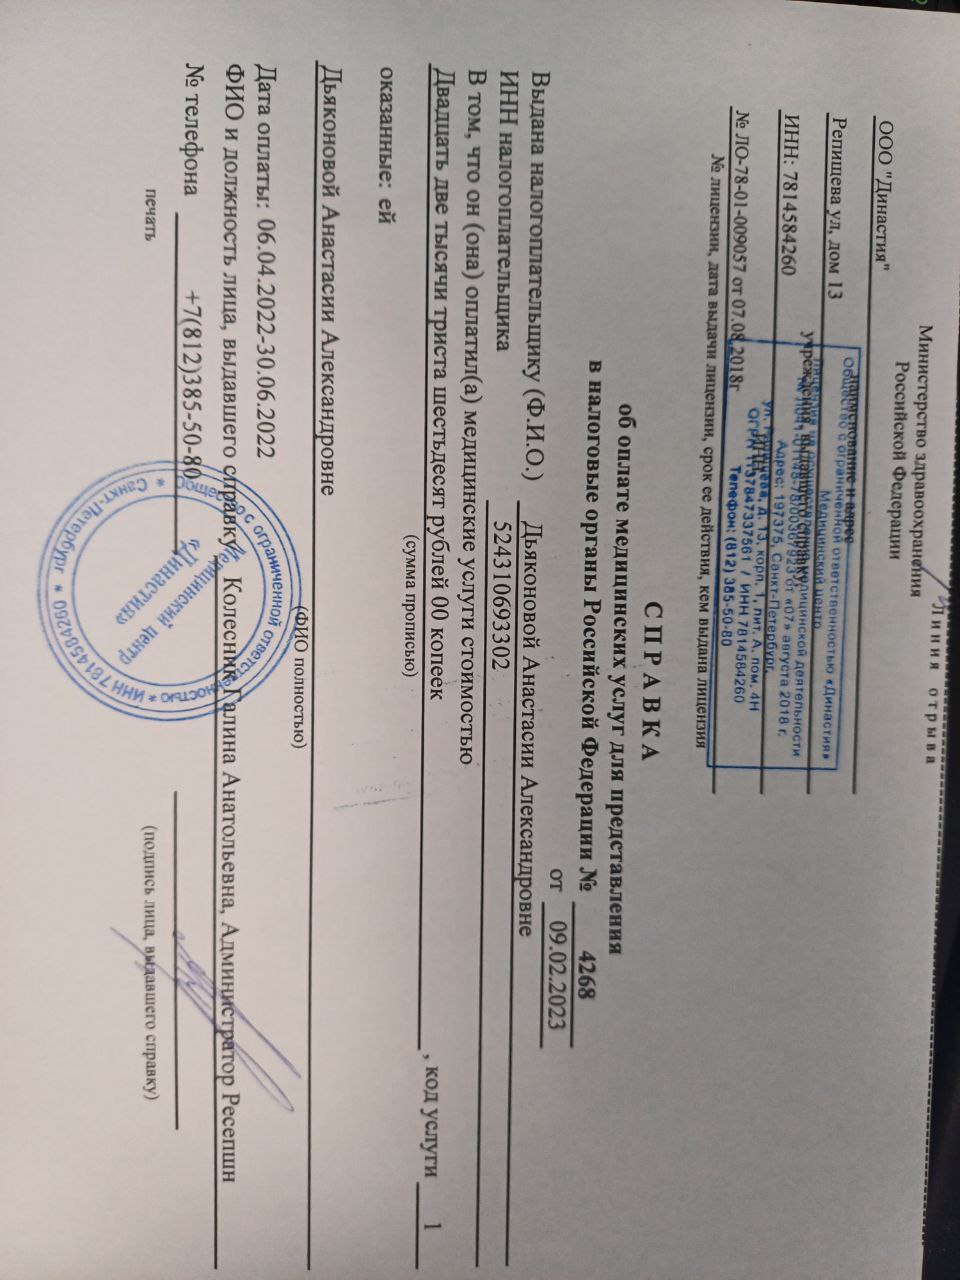 Линия отрыва
Министерство здравоохранения
Российской Федерации
ООО "Династия"
наименование и адрес
Репищева ул, дом 13
учреждения, выдавшего справку,
ИНН: 7814584260
ИНН
№ ЛО-78-01-009057 от 07.08.2018г
№ лицензии, дата выдачи лицензии, срок ее действия, кем выдана лицензия
Общество с ограниченной ответственностью «Династия»
Медицинский центр
Лицензия на осуществление медицинской деятельности
от «07» августа 2018 г.
Адрес: 197375, Санкт-Петербург,
ул. Репищева, д. 13, корп. 1, лит. А, пом. 4Н
ОГРН 1137847337561 / ИНН 7814584260
Телефон: (812) 385-50-80
СПРАВКА
об оплате медицинских услуг для представления
в налоговые органы Российской Федерации № 4268
от 09.02.2023
Выдана налогоплательщику (Ф.И.О.) Дьяконовой Анастасии Александровне
ИНН налогоплательщика 524310693302
В том, что он (она) оплатил(а) медицинские услуги стоимостью
Двадцать две тысячи триста шестьдесят рублей 00 копеек , код услуги 1
(сумма прописью)
оказанные: ей
Дьяконовой Анастасии Александровне
(ФИО полностью)
Дата оплаты: 06.04.2022-30.06.2022
ФИО и должность лица, выдавшего справку Колесник Галина Анатольевна, Администратор Ресепшн
№ телефона +7(812)385-50-80
печать
(подпись лица, выдавшего справку)
Общество с ограниченной ответственностью * ИНН 7814584260 * Санкт-Петербург *
Медицинский центр
«Династия»